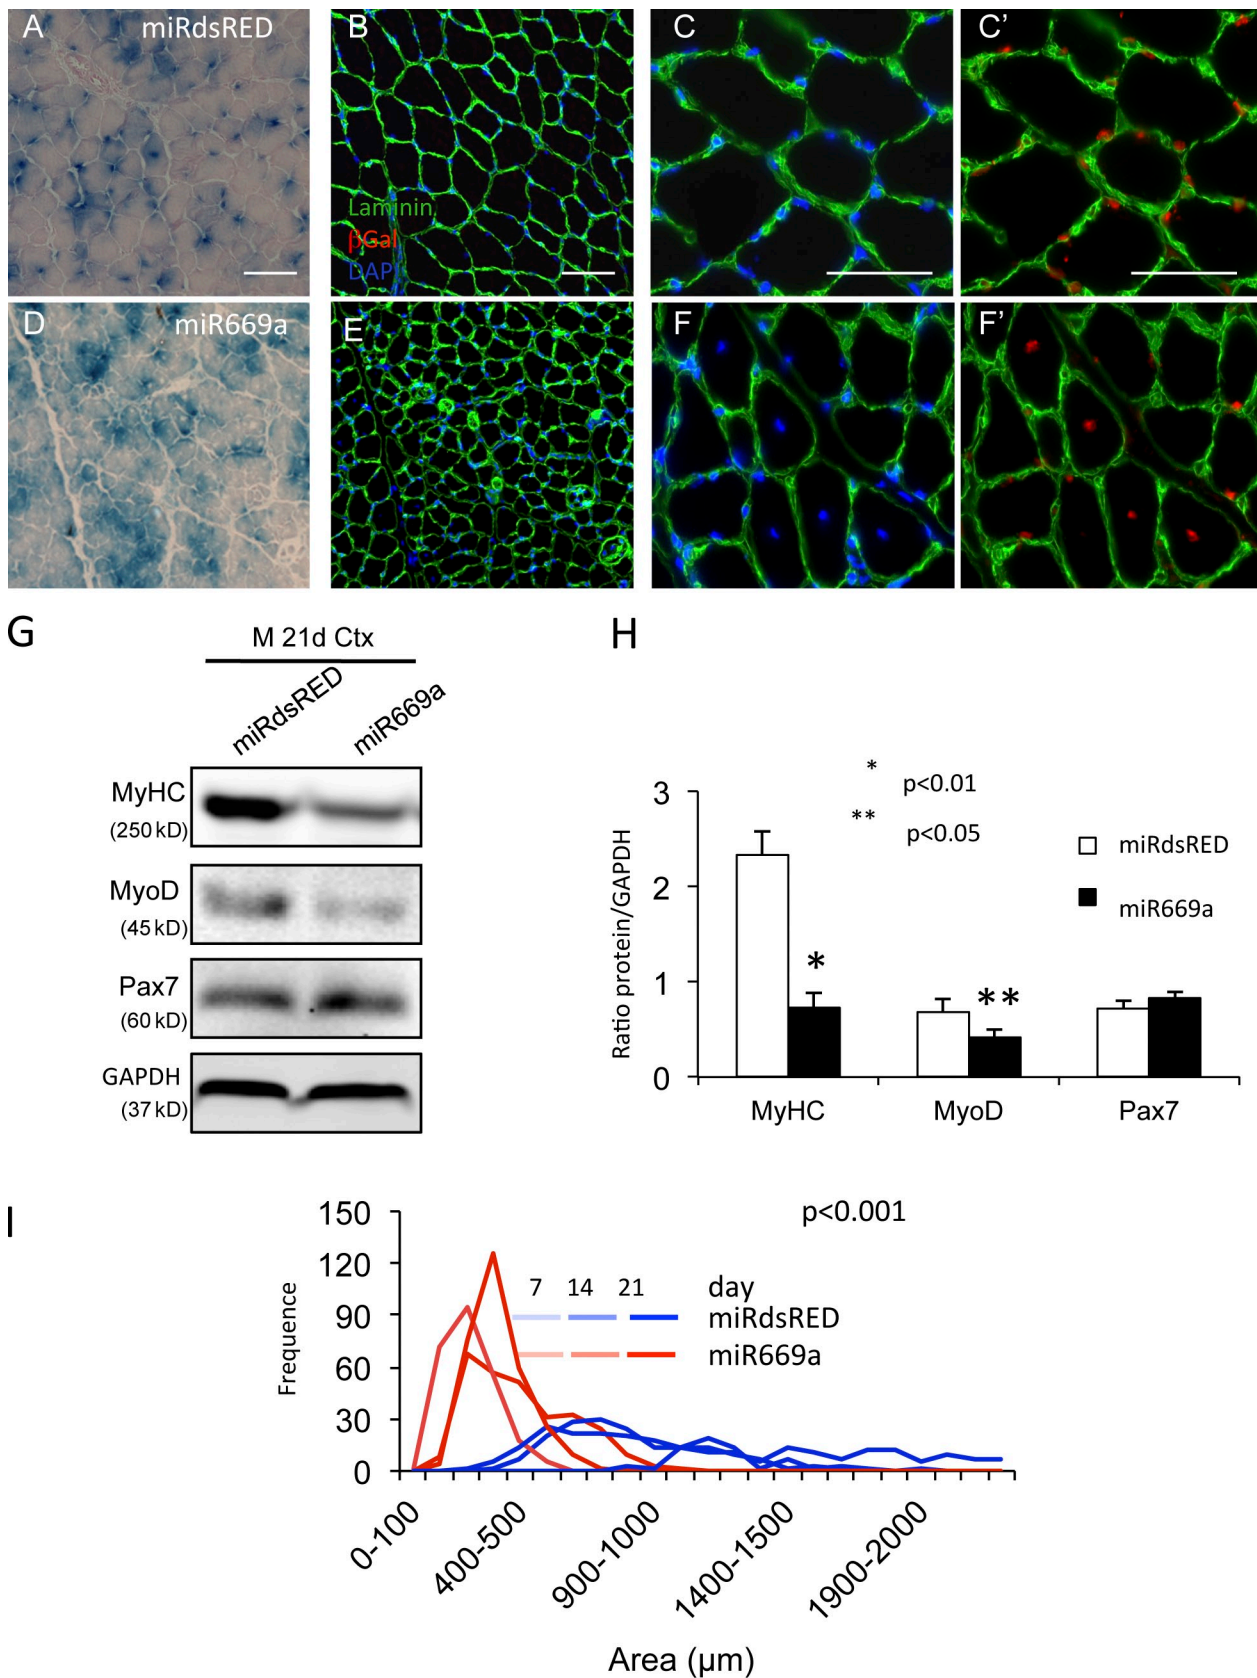 A miRdsRED
B
C
C'
Laminin
βGal
DAPI
D miR669a
E
F
F'
G
M 21d Ctx
miRdsRED
miR669a
MyHC
(250 kD)
MyoD
(45 kD)
Pax7
(60 kD)
GAPDH
(37 kD)
H
* p<0.01
** p<0.05
miRdsRED
miR669a
Ratio protein/GAPDH
3
2
1
0
*
**
MyHC MyoD Pax7
I
p<0.001
Frequence
150
120
90
60
30
0
7 14 21 day
miRdsRED
miR669a
0-100
400-500
900-1000
1400-1500
1900-2000
Area (μm)